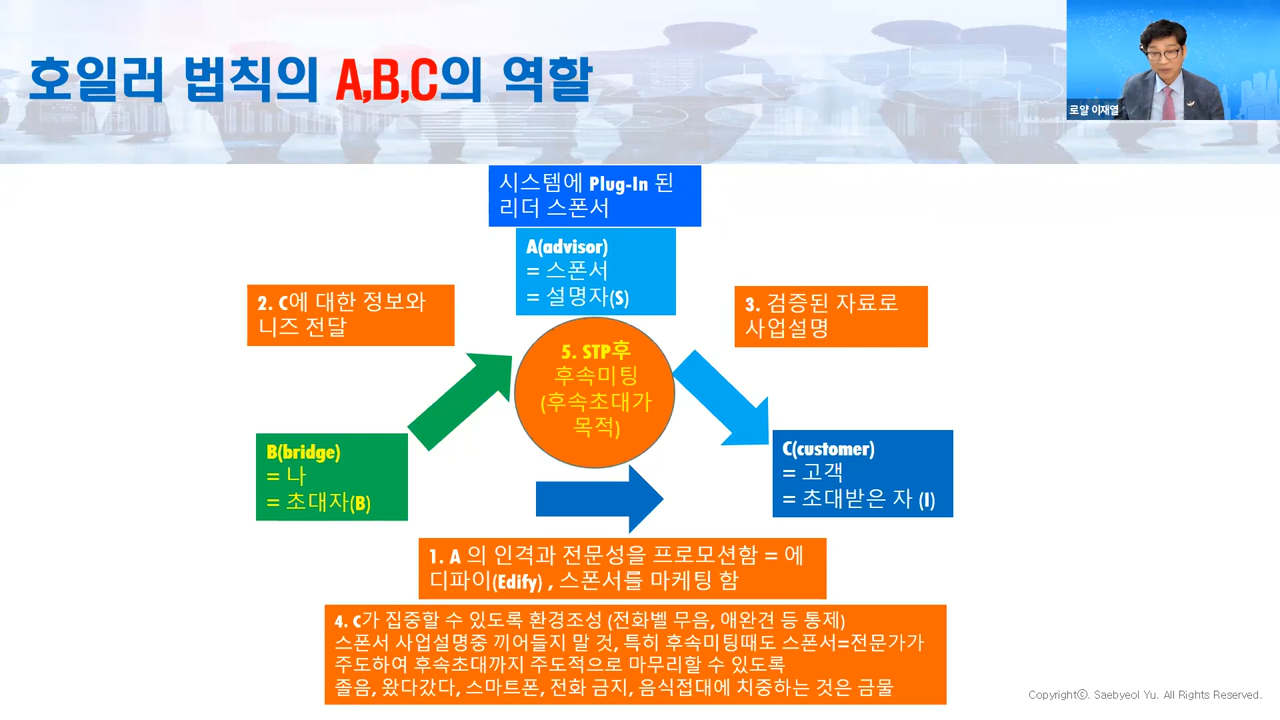 호일러 법칙의 A,B,C의 역할
로얄 이재열
시스템에 Plug-In 된
리더 스폰서
A(advisor)
= 스폰서
= 설명자(S)
2. C에 대한 정보와
니즈 전달
3. 검증된 자료로
사업설명
5. STP후
후속미팅
(후속초대가
목적)
B(bridge)
= 나
= 초대자(B)
C(customer)
= 고객
= 초대받은 자 (I)
1. A 의 인격과 전문성을 프로모션함 = 에
디파이(Edify) , 스폰서를 마케팅 함
4. C가 집중할 수 있도록 환경조성 (전화벨 무음, 애완견 등 통제)
스폰서 사업설명중 끼어들지 말 것, 특히 후속미팅때도 스폰서=전문가가
주도하여 후속초대까지 주도적으로 마무리할 수 있도록
졸음, 왔다갔다, 스마트폰, 전화 금지, 음식접대에 치중하는 것은 금물
Copyrightⓒ. Saebyeol Yu. All Rights Reserved.